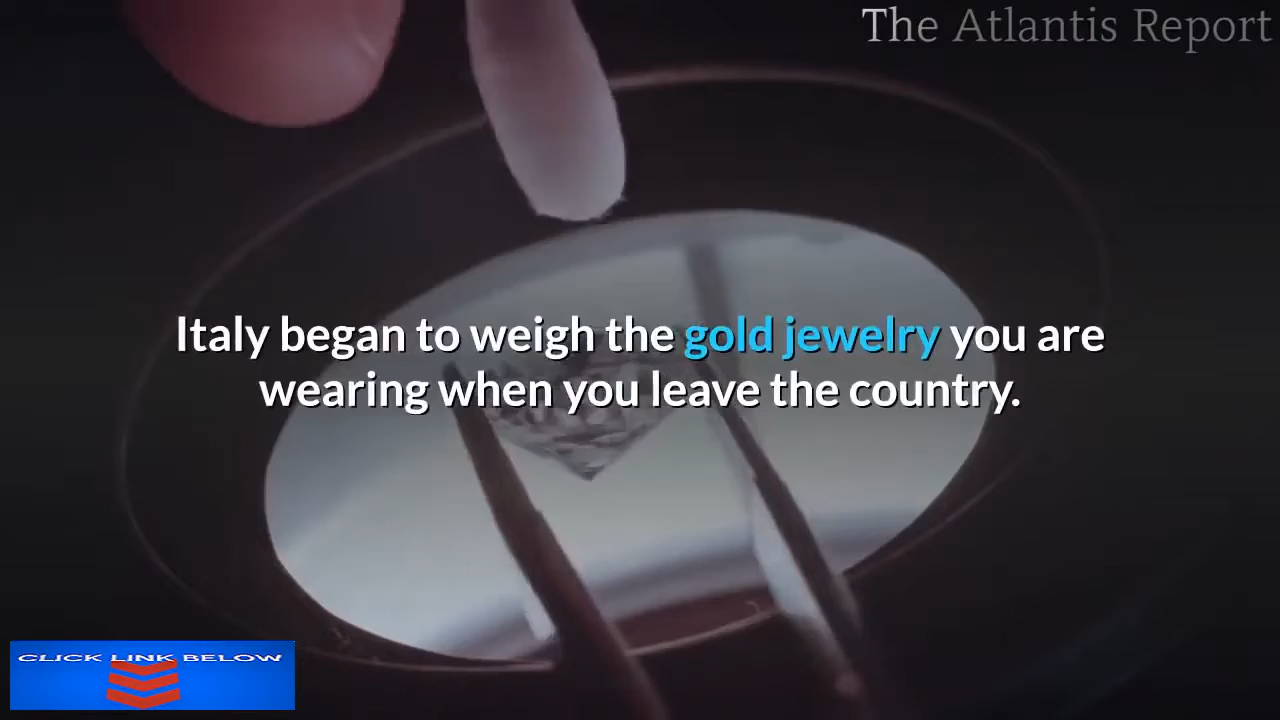 The Atlantis Report
Italy began to weigh the gold jewelry you are
wearing when you leave the country.
CLICK LINK BELOW